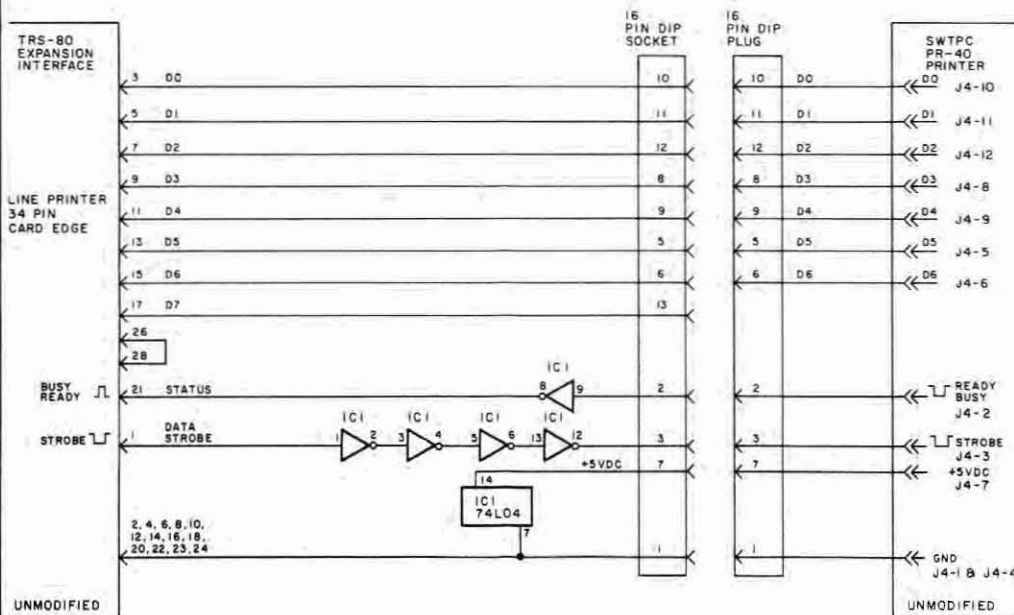 16
PIN DIP
SOCKET
16
PIN DIP
PLUG
TRS-80
EXPANSION
INTERFACE
SWTPC
PR-40
PRINTER
3 D0 10 10 D0 D0 J4-10
5 D1 11 11 D1 D1 J4-11
7 D2 12 12 D2 D2 J4-12
9 D3 8 8 D3 D3 J4-8
LINE PRINTER
34 PIN
CARD EDGE
11 D4 9 9 D4 D4 J4-9
13 D5 5 5 D5 D5 J4-5
15 D6 6 6 D6 D6 J4-6
17 D7 13
26
28
BUSY
READY
21 STATUS
IC1
8 9 2 2
READY
BUSY
J4-2
STROBE
1 DATA
STROBE
IC1 IC1 IC1 IC1
1 2 3 4 5 6 13 12 3 3
STROBE
J4-3
+5VDC 7 7 +5VDC
J4-7
14
IC1
74L04
7
2, 4, 6, 8, 10,
12, 14, 16, 18,
20, 22, 23, 24
11 1 GND
J4-1 & J4-4
UNMODIFIED
UNMODIFIED